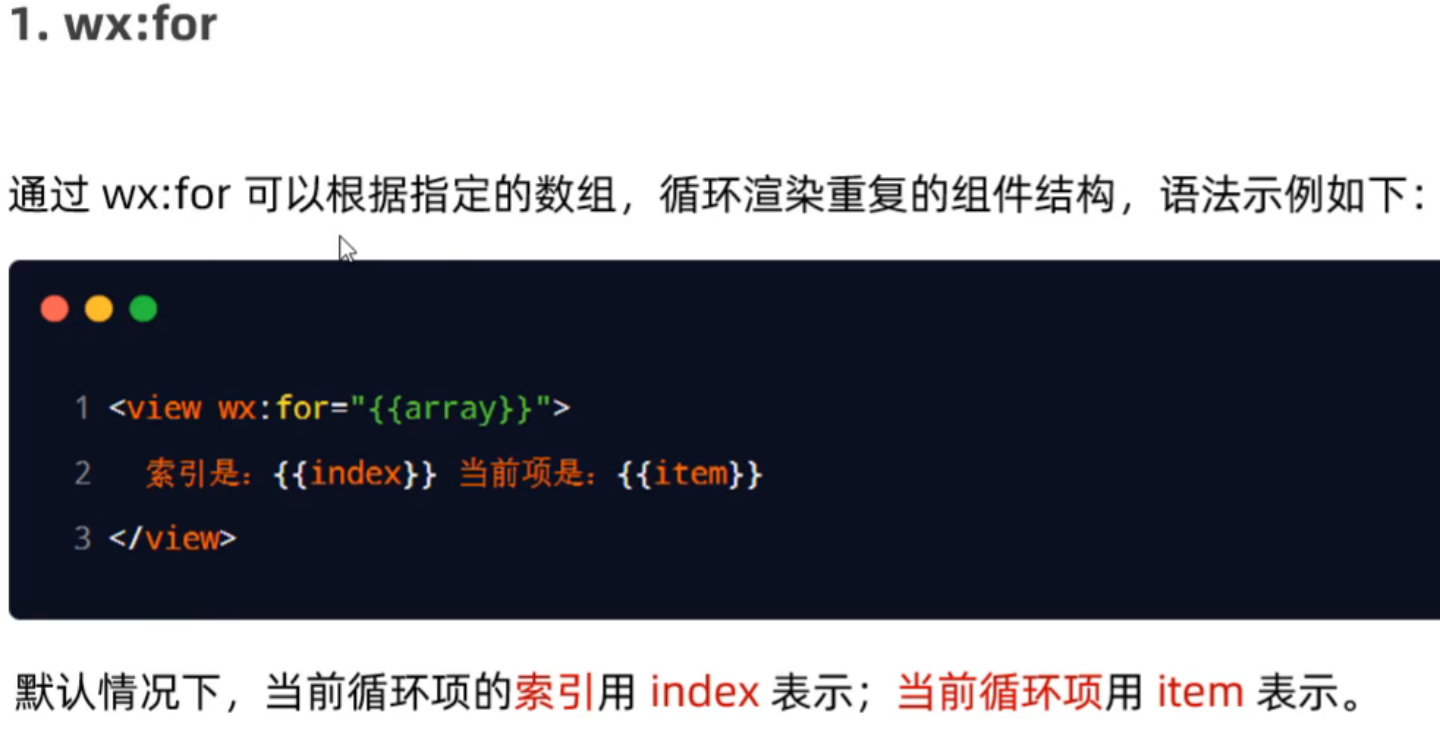 1. wx:for
通过 wx:for 可以根据指定的数组，循环渲染重复的组件结构，语法示例如下：
1 <view wx:for="{{array}}">
2 索引是：{{index}} 当前项是：{{item}}
3 </view>
默认情况下，当前循环项的索引用 index 表示；当前循环项用 item 表示。